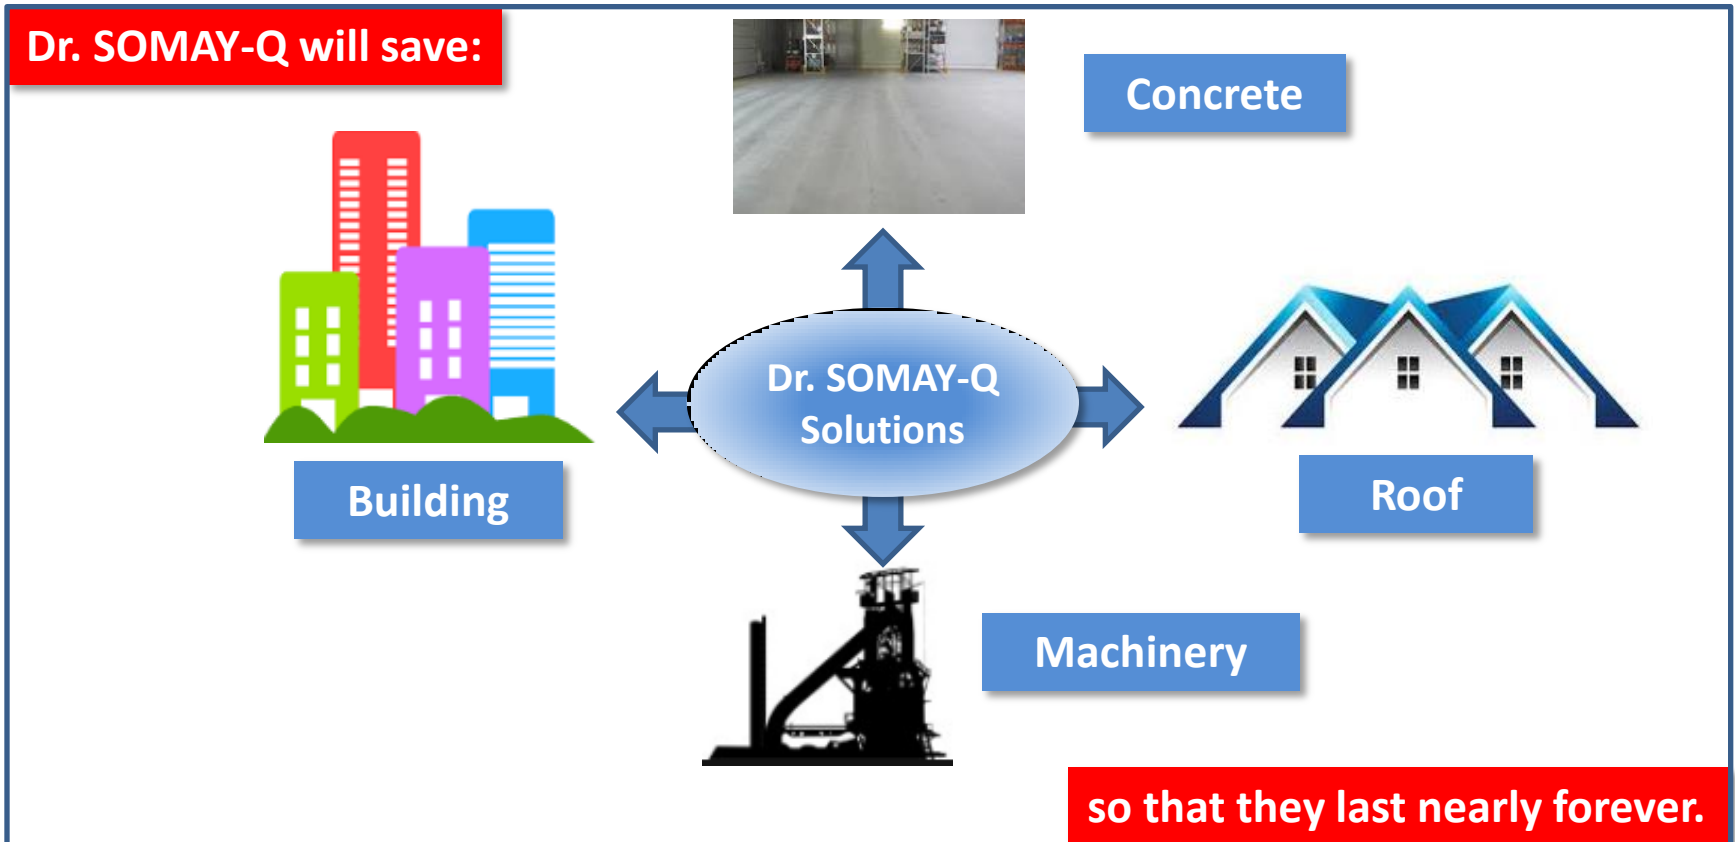 Dr. SOMAY-Q will save:
Concrete
Dr. SOMAY-Q
Solutions
Building
Roof
Machinery
so that they last nearly forever.